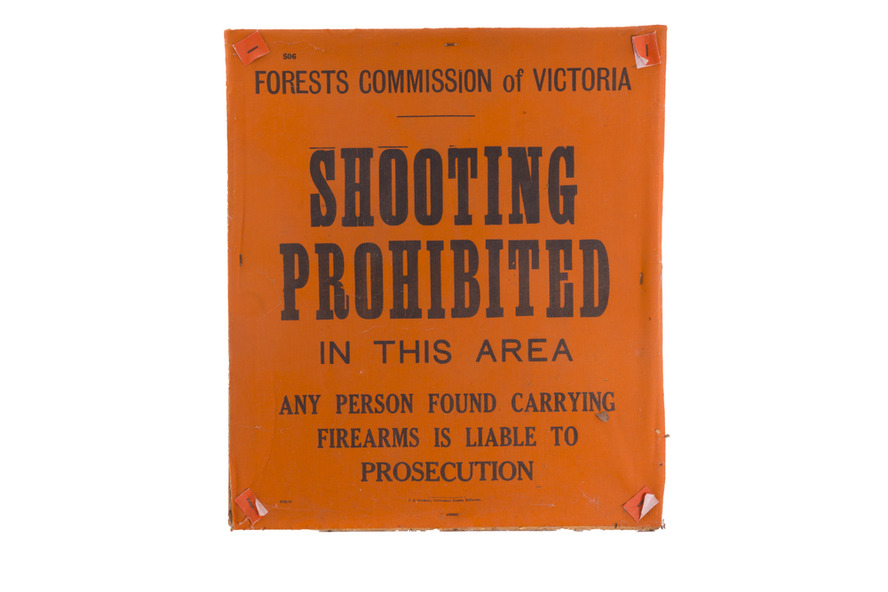 506
FORESTS COMMISSION of VICTORIA
SHOOTING
PROHIBITED
IN THIS AREA
ANY PERSON FOUND CARRYING
FIREARMS IS LIABLE TO
PROSECUTION